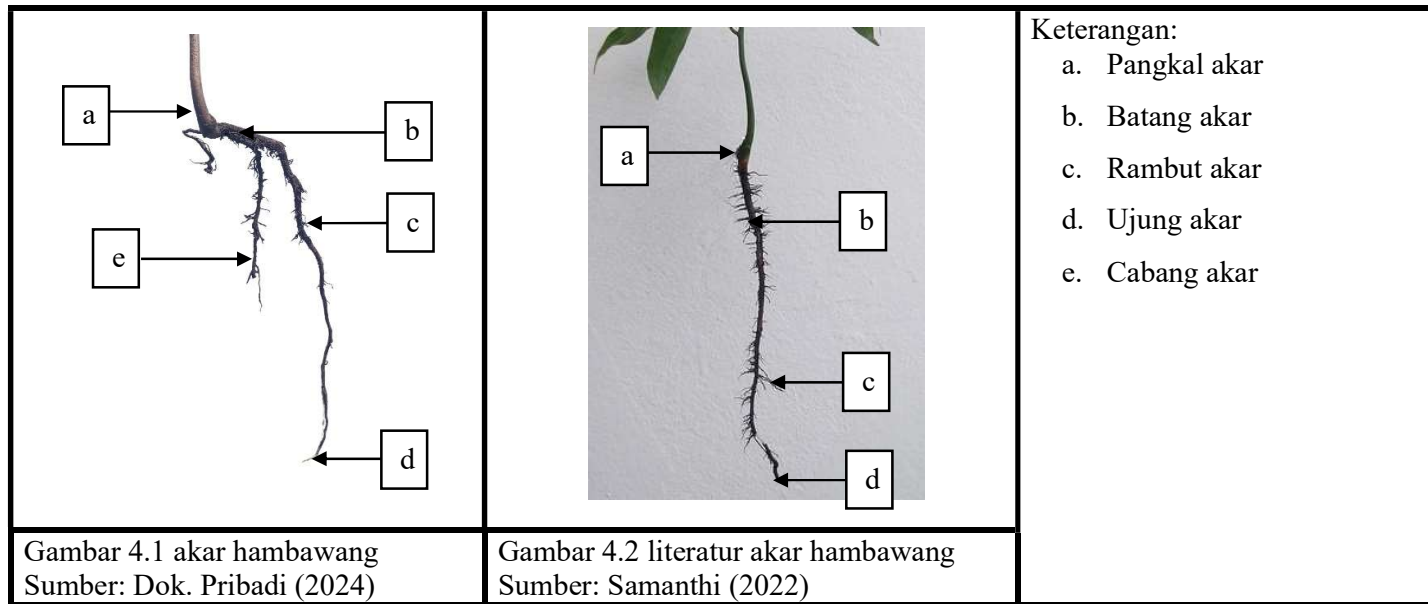 a
b
c
e
d
Gambar 4.1 akar hambawang
Sumber: Dok. Pribadi (2024)
a
b
c
d
Gambar 4.2 literatur akar hambawang
Sumber: Samanthi (2022)
Keterangan:
a. Pangkal akar
b. Batang akar
c. Rambut akar
d. Ujung akar
e. Cabang akar